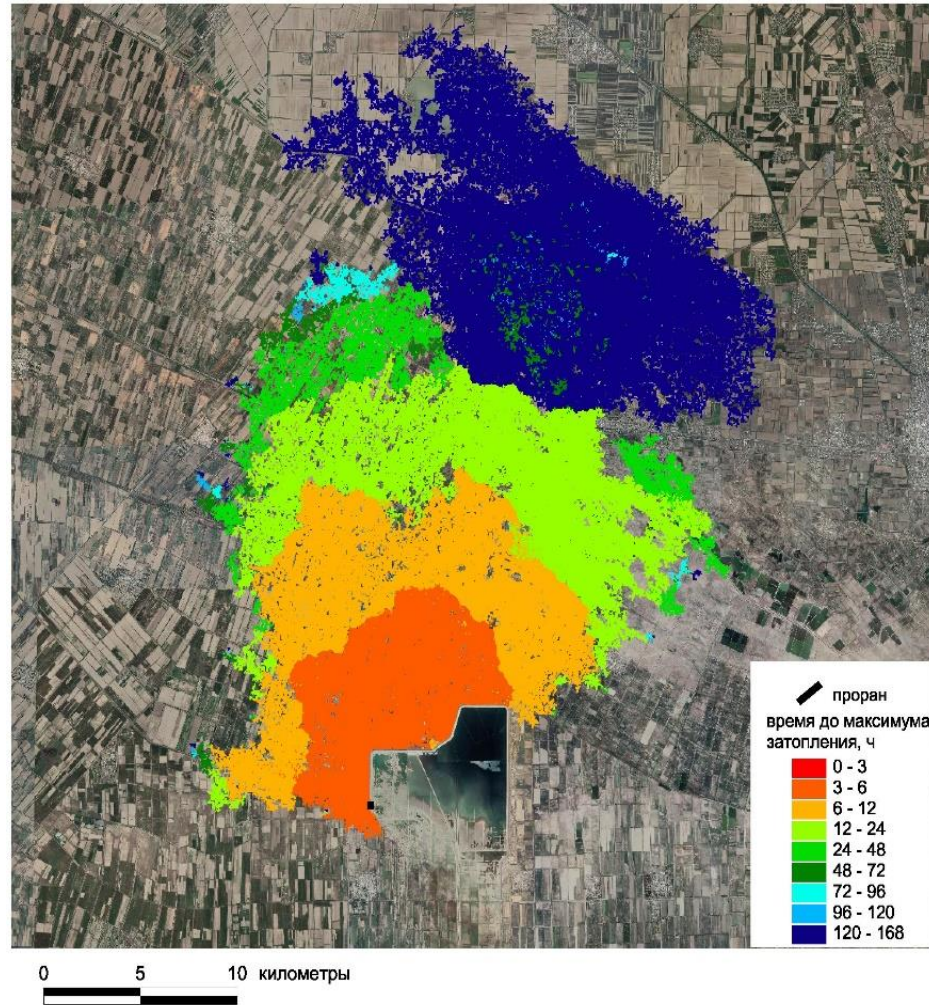 проран
время до максимума
затопления, ч
0 - 3
3 - 6
6 - 12
12 - 24
24 - 48
48 - 72
72 - 96
96 - 120
120 - 168
0 5 10 километры